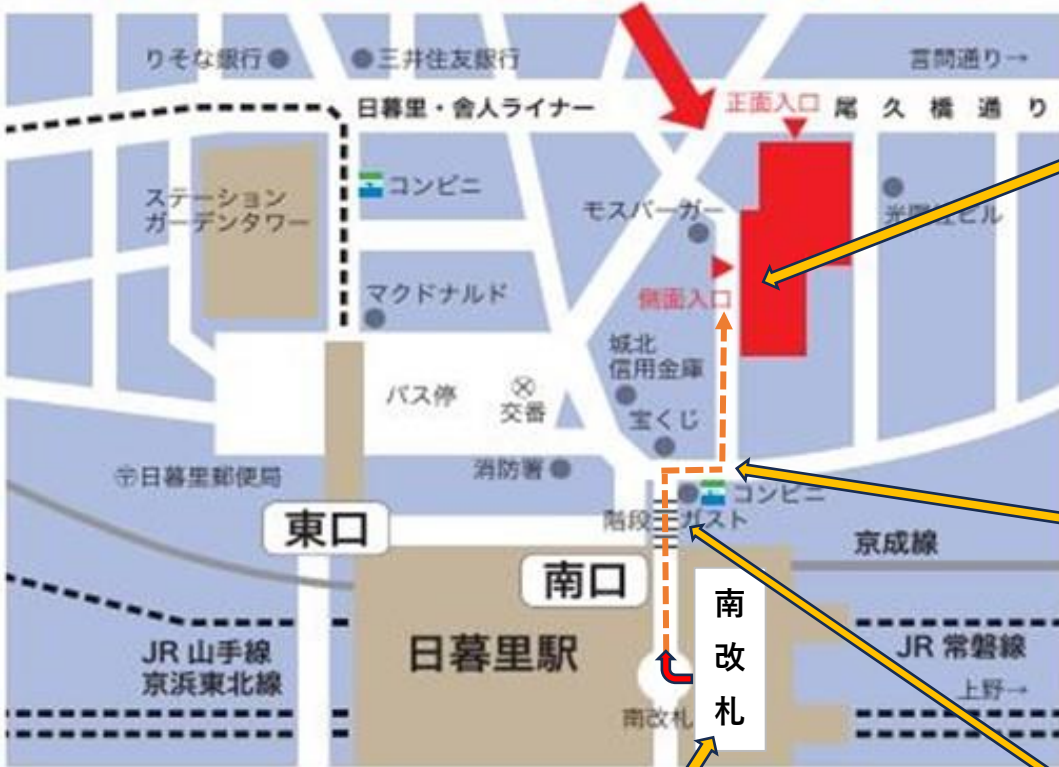 りそな銀行
三井住友銀行
言問通り→
日暮里・舎人ライナー
正面入口
尾久橋通り
ステーション
ガーデンタワー
コンビニ
モスバーガー
マクドナルド
側面入口
城北
信用金庫
バス停
交番
宝くじ
〒日暮里郵便局
消防署
コンビニ
階段
ガスト
東口
京成線
南口
南改札
日暮里駅
JR 山手線
京浜東北線
JR 常磐線
上野→
南改札